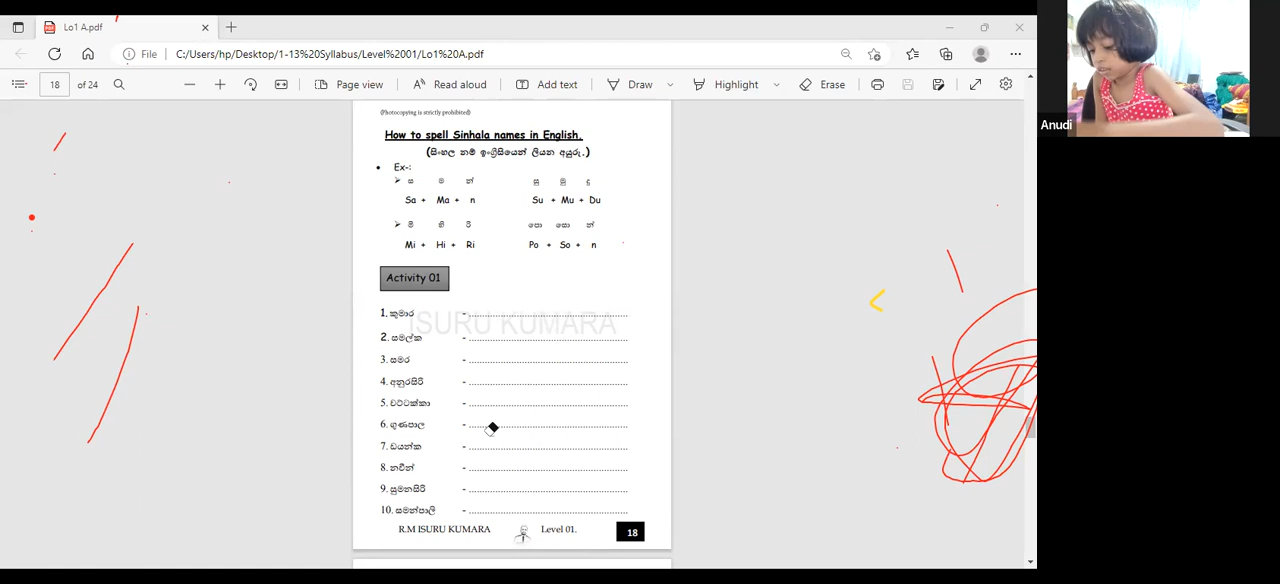 Lo1 A.pdf
File C:/Users/hp/Desktop/1-13%20Syllabus/Level%2001/Lo1%20A.pdf
18 of 24 Page view Read aloud Add text Draw Highlight Erase
Anudi
(Photocopying is strictly prohibited)
How to spell Sinhala names in English.
(සිංහල නම් ඉංග්‍රීසියෙන් ලියන අයුරු.)
• Ex-:
➤ ස ම න් සු මු දු
Sa + Ma + n Su + Mu + Du
➤ මි හි රි පො සො න්
Mi + Hi + Ri Po + So + n
Activity 01
ISURU KUMARA
1. කුමාර - ........................................
2. සමල්ක - ........................................
3. සමර - ........................................
4. අනුරසිරි - ........................................
5. චට්ටක්කා - ........................................
6. ගුණපාල - ........................................
7. ඩයන්ක - ........................................
8. නවීන් - ........................................
9. සුමනසිරි - ........................................
10. සමන්පාලි - ........................................
R.M ISURU KUMARA Level 01. 18